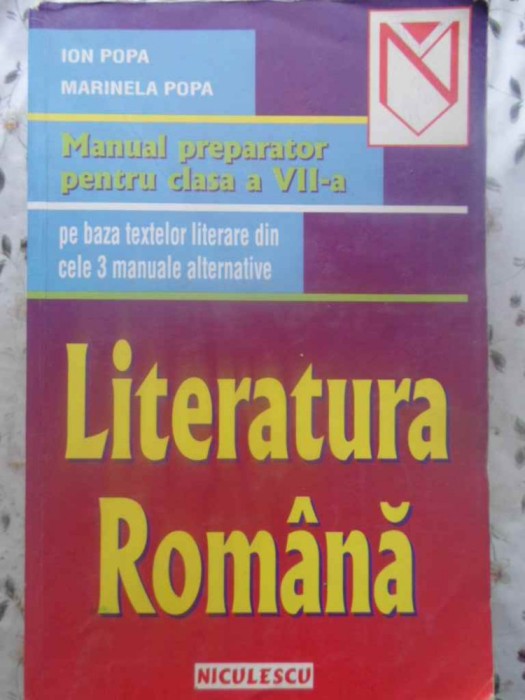 ION POPA
MARINELA POPA
Manual preparator
pentru clasa a VII-a
pe baza textelor literare din
cele 3 manuale alternative
Literatura
Română
NICULESCU